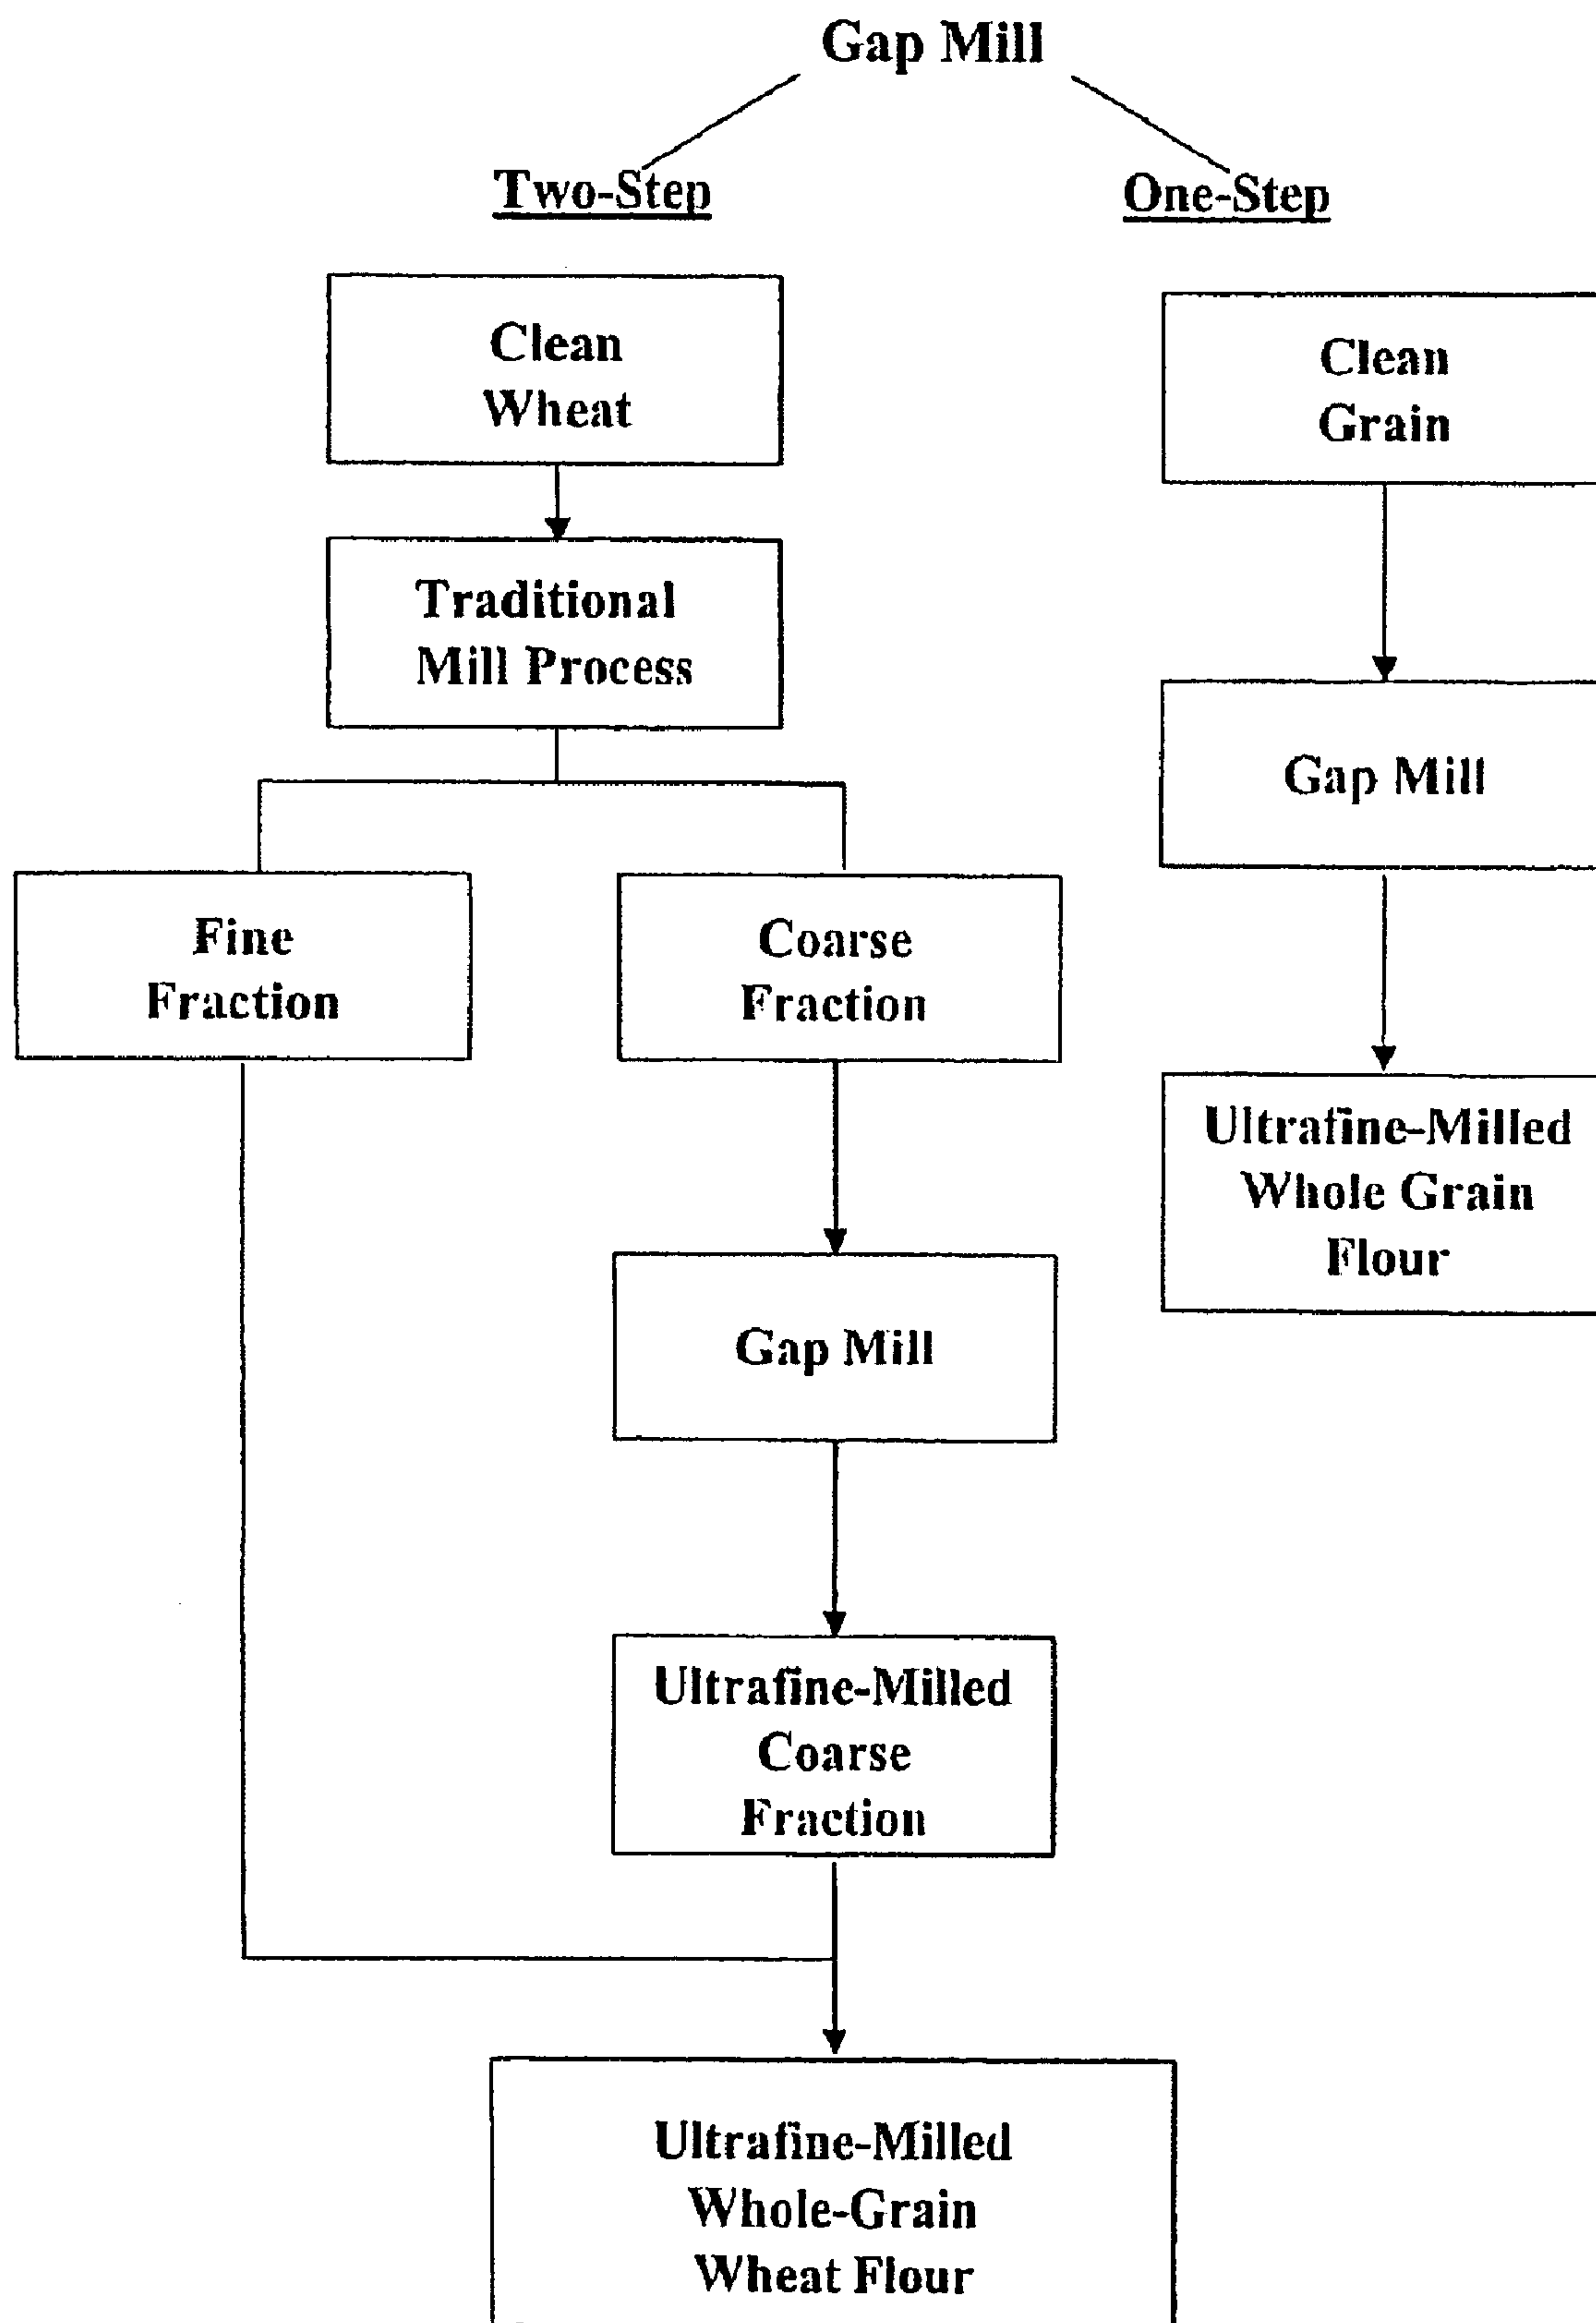 Gap Mill
Two-Step
One-Step
Clean
Wheat
Traditional
Mill Process
Fine
Fraction
Coarse
Fraction
Gap Mill
Ultrafine-Milled
Coarse
Fraction
Ultrafine-Milled
Whole-Grain
Wheat Flour
Clean
Grain
Gap Mill
Ultrafine-Milled
Whole Grain
Flour